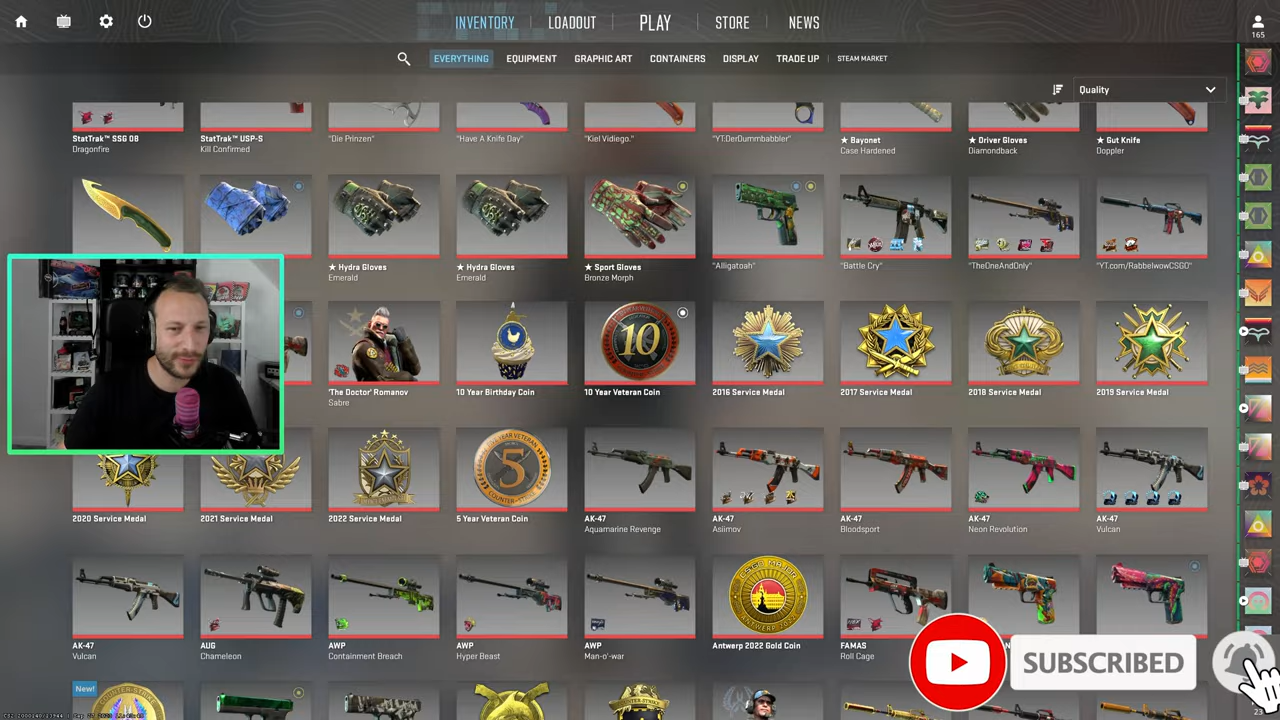 INVENTORY
LOADOUT
PLAY
STORE
NEWS
165
EVERYTHING
EQUIPMENT
GRAPHIC ART
CONTAINERS
DISPLAY
TRADE UP
STEAM MARKET
Quality
StatTrak™ SSG 08
Dragonfire
StatTrak™ USP-S
Kill Confirmed
"Die Prinzen"
"Have A Knife Day"
"Kiel Vidiego."
"YT:DerDummbabbler"
★ Bayonet
Case Hardened
★ Driver Gloves
Diamondback
★ Gut Knife
Doppler
★ Hydra Gloves
Emerald
★ Hydra Gloves
Emerald
★ Sport Gloves
Bronze Morph
"Alligatoah"
"Battle Cry"
"TheOneAndOnly"
"YT.com/RabbelwowCSGO"
'The Doctor' Romanov
Sabre
10 Year Birthday Coin
10
10 Year Veteran Coin
2016 Service Medal
2017 Service Medal
2018 Service Medal
2019 Service Medal
2020 Service Medal
2021 Service Medal
2022 Service Medal
5
5 Year Veteran Coin
AK-47
Aquamarine Revenge
AK-47
Asiimov
AK-47
Bloodsport
AK-47
Neon Revolution
AK-47
Vulcan
AK-47
Vulcan
AUG
Chameleon
AWP
Containment Breach
AWP
Hyper Beast
AWP
Man-o'-war
Antwerp 2022 Gold Coin
FAMAS
Roll Cage
SUBSCRIBED
New!